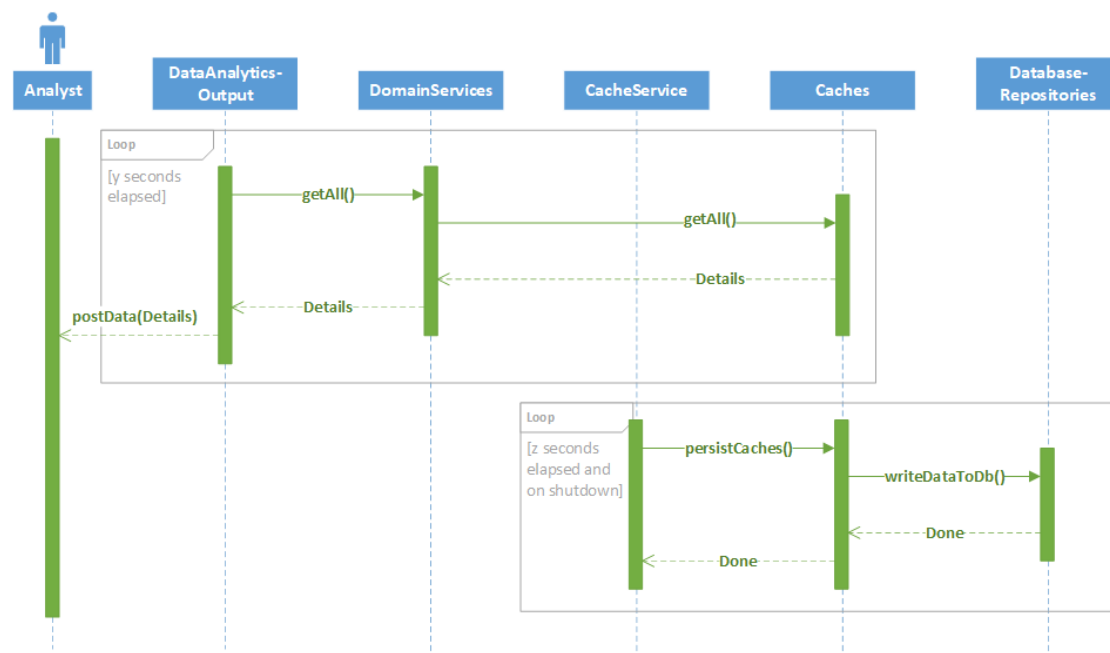 Analyst
DataAnalytics-
Output
DomainServices
CacheService
Caches
Database-
Repositories
Loop
[y seconds
elapsed]
getAll()
getAll()
Details
Details
postData(Details)
Loop
[z seconds
elapsed and
on shutdown]
persistCaches()
writeDataToDb()
Done
Done